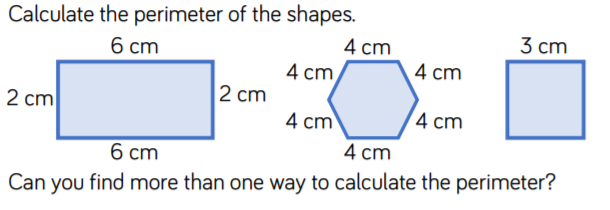 Calculate the perimeter of the shapes.
6 cm 4 cm 3 cm
4 cm 4 cm
2 cm 2 cm
4 cm 4 cm
6 cm 4 cm
Can you find more than one way to calculate the perimeter?